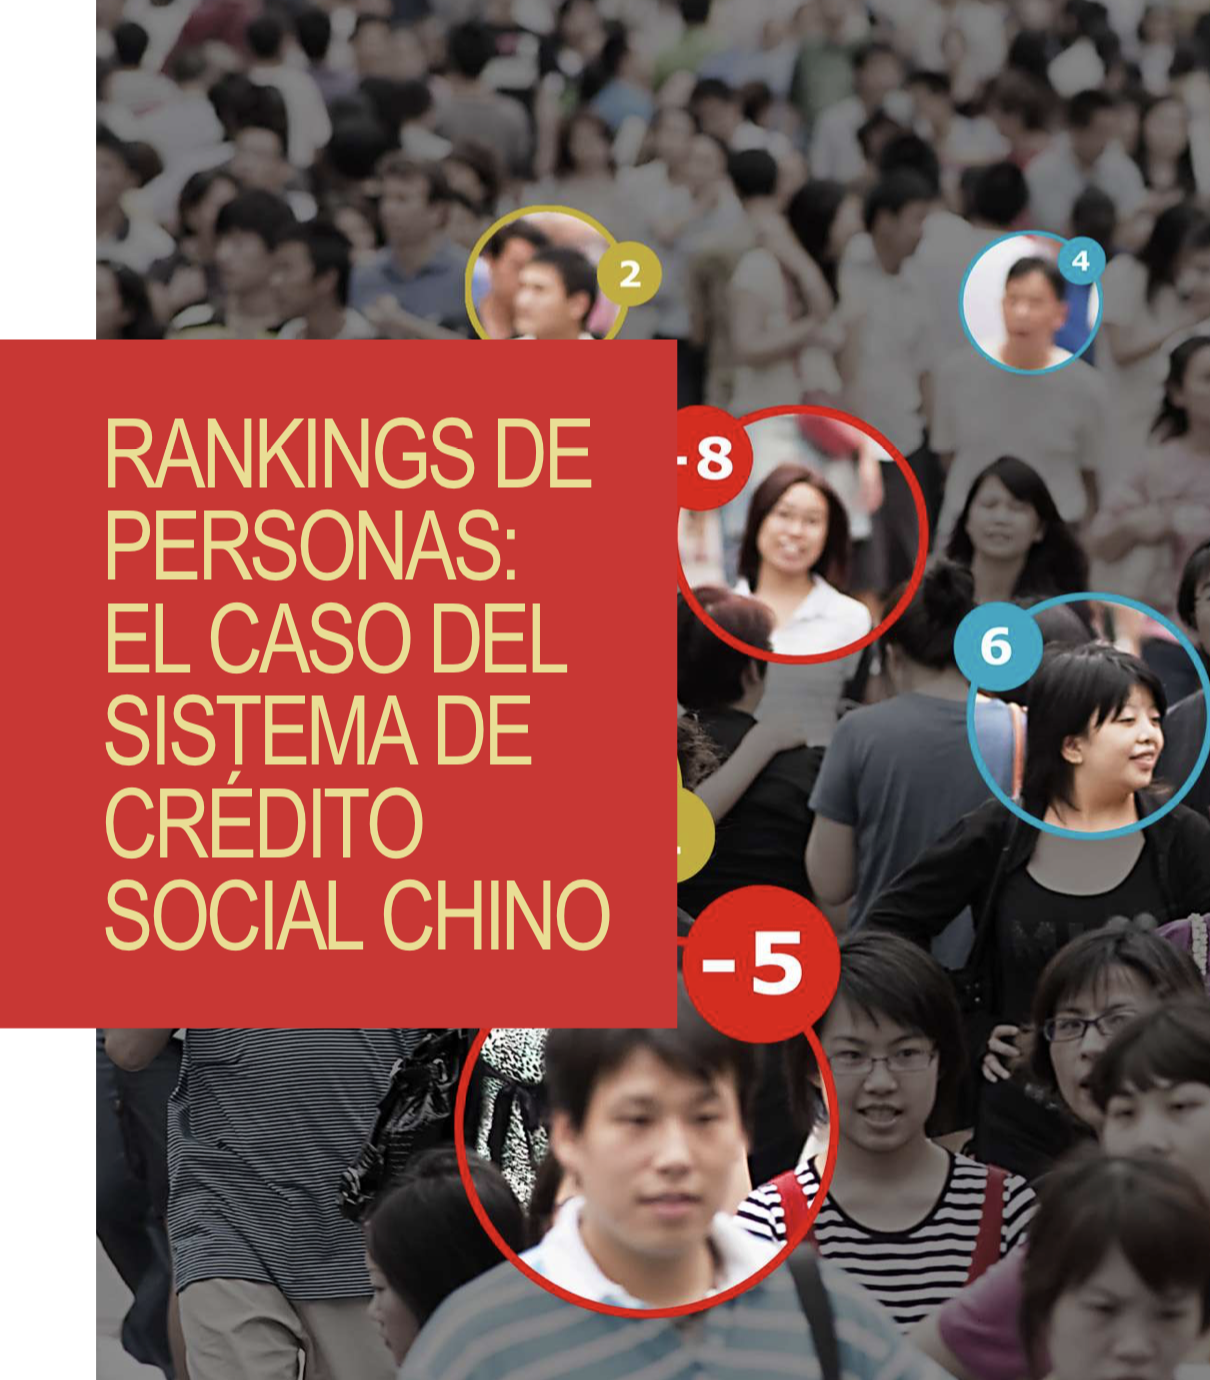 2
4
-8
RANKINGS DE
PERSONAS:
EL CASO DEL
SISTEMA DE
CRÉDITO
SOCIAL CHINO
6
-5